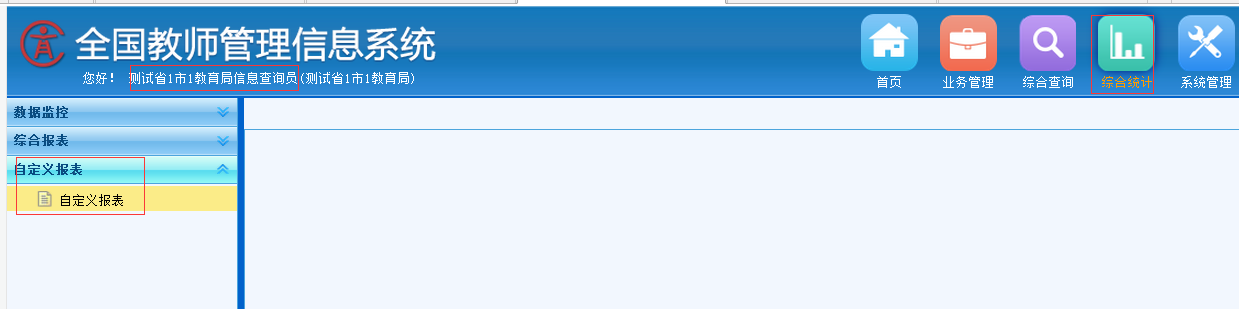 全国教师管理信息系统
您好！ 测试省1市1教育局信息查询员(测试省1市1教育局)
首页 业务管理 综合查询 综合统计 系统管理
数据监控
综合报表
自定义报表
自定义报表